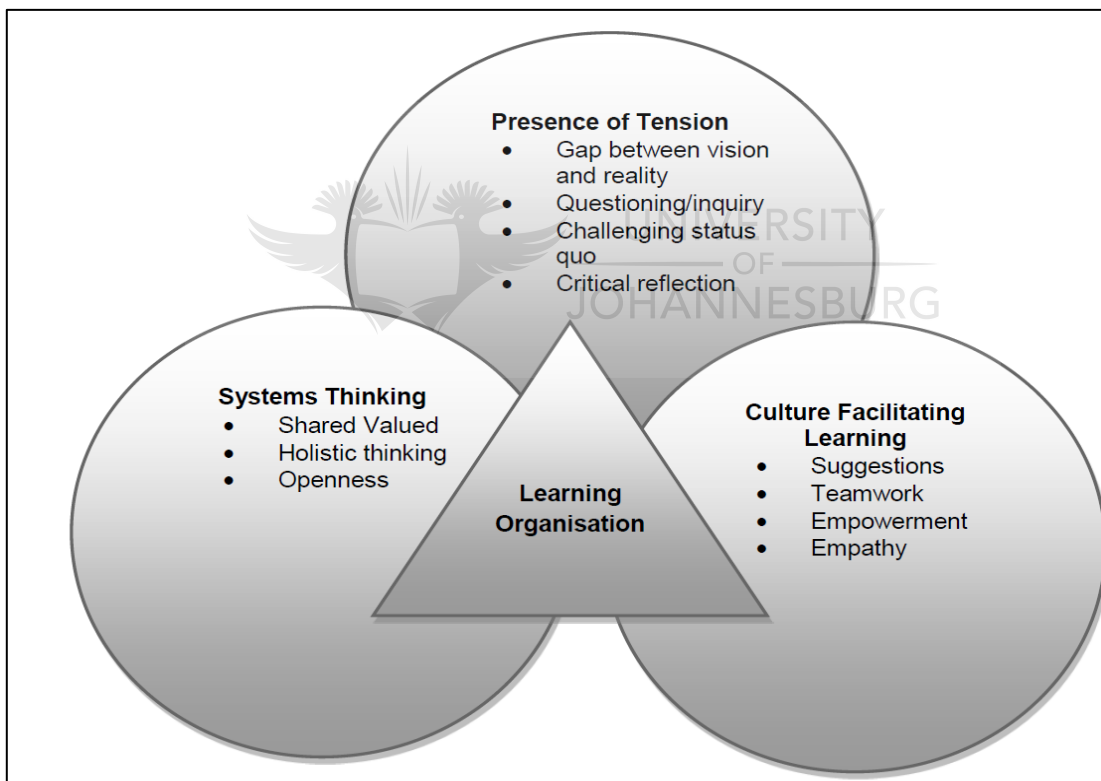 Presence of Tension
• Gap between vision
and reality
• Questioning/inquiry
• Challenging status
quo
• Critical reflection
UNIVERSITY
OF
JOHANNESBURG
Systems Thinking
• Shared Valued
• Holistic thinking
• Openness
Culture Facilitating
Learning
• Suggestions
• Teamwork
• Empowerment
• Empathy
Learning
Organisation